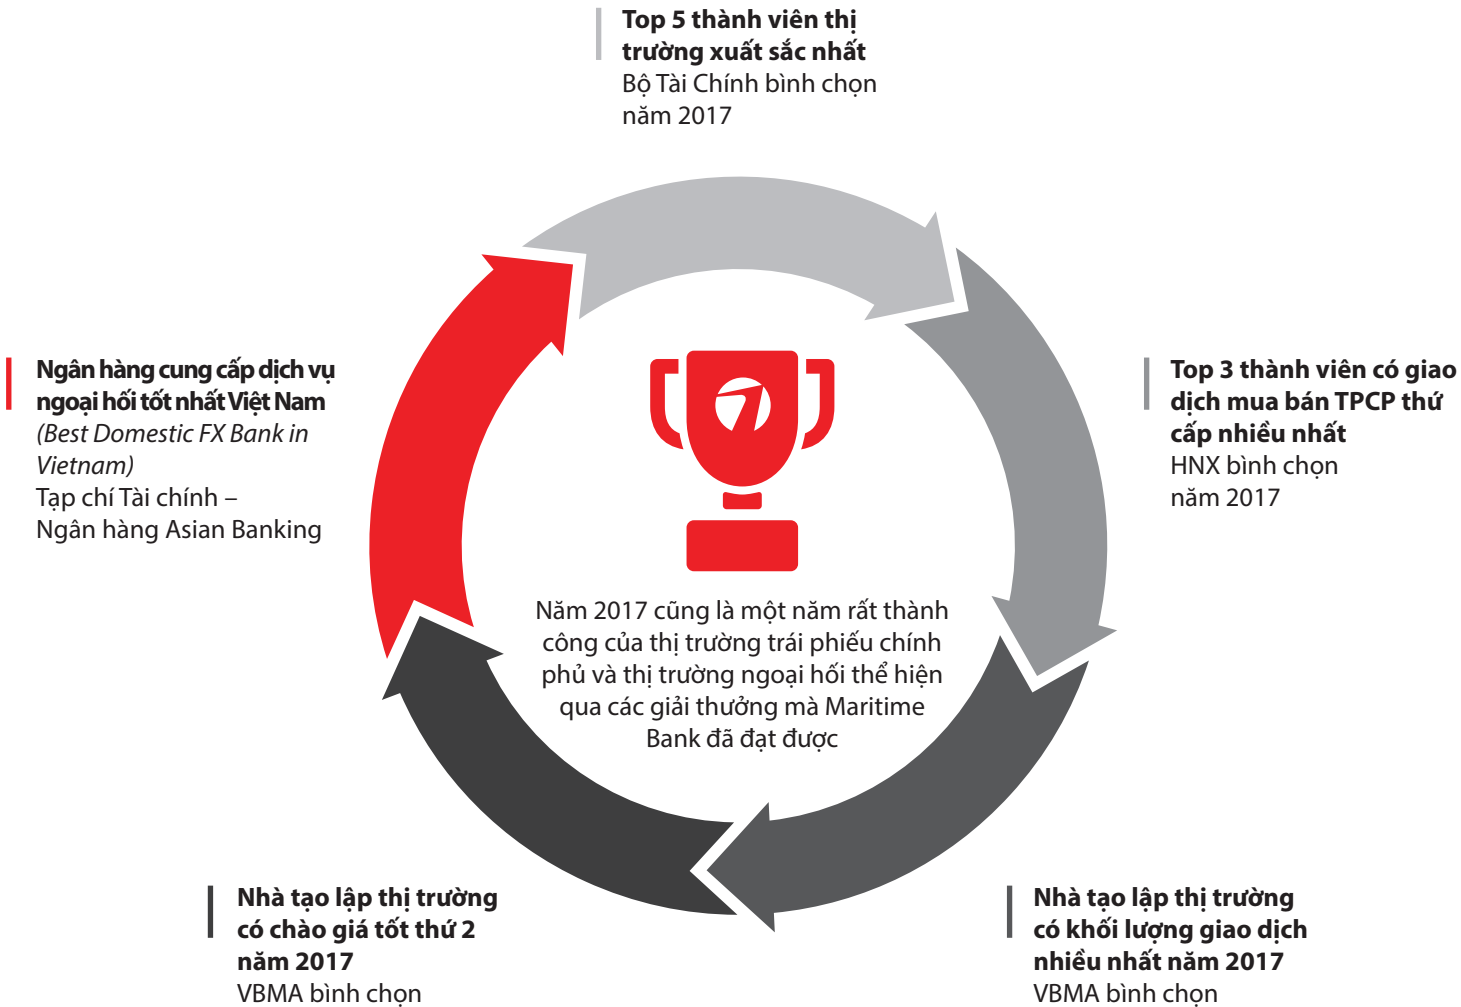 Top 5 thành viên thị
trường xuất sắc nhất
Bộ Tài Chính bình chọn
năm 2017
Ngân hàng cung cấp dịch vụ
ngoại hối tốt nhất Việt Nam
(Best Domestic FX Bank in
Vietnam)
Tạp chí Tài chính –
Ngân hàng Asian Banking
Top 3 thành viên có giao
dịch mua bán TPCP thứ
cấp nhiều nhất
HNX bình chọn
năm 2017
Năm 2017 cũng là một năm rất thành
công của thị trường trái phiếu chính
phủ và thị trường ngoại hối thể hiện
qua các giải thưởng mà Maritime
Bank đã đạt được
Nhà tạo lập thị trường
có chào giá tốt thứ 2
năm 2017
VBMA bình chọn
Nhà tạo lập thị trường
có khối lượng giao dịch
nhiều nhất năm 2017
VBMA bình chọn